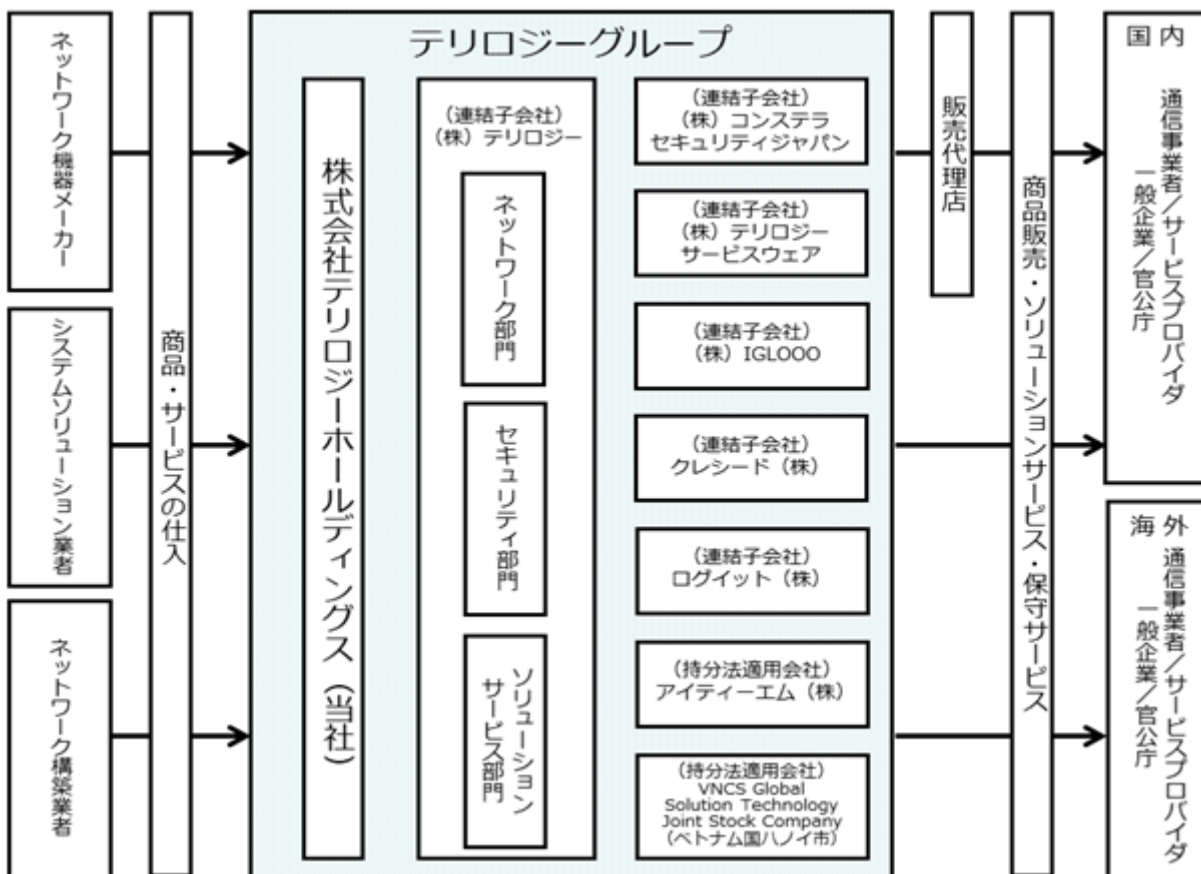 ネットワーク機器メーカー
システムソリューション業者
ネットワーク構築業者
商品・サービスの仕入
テリロジーグループ
株式会社テリロジーホールディングス（当社）
（連結子会社）
（株）テリロジー
ネットワーク部門
セキュリティ部門
ソリューション
サービス部門
（連結子会社）
（株）コンステラ
セキュリティジャパン
（連結子会社）
（株）テリロジー
サービスウェア
（連結子会社）
（株）IGLOOO
（連結子会社）
クレシード（株）
（連結子会社）
ログイット（株）
（持分法適用会社）
アイティーエム（株）
（持分法適用会社）
VNCS Global
Solution Technology
Joint Stock Company
（ベトナム国ハノイ市）
販売代理店
商品販売・ソリューションサービス・保守サービス
国内
通信事業者／サービスプロバイダ
一般企業／官公庁
海外
通信事業者／サービスプロバイダ
一般企業／官公庁